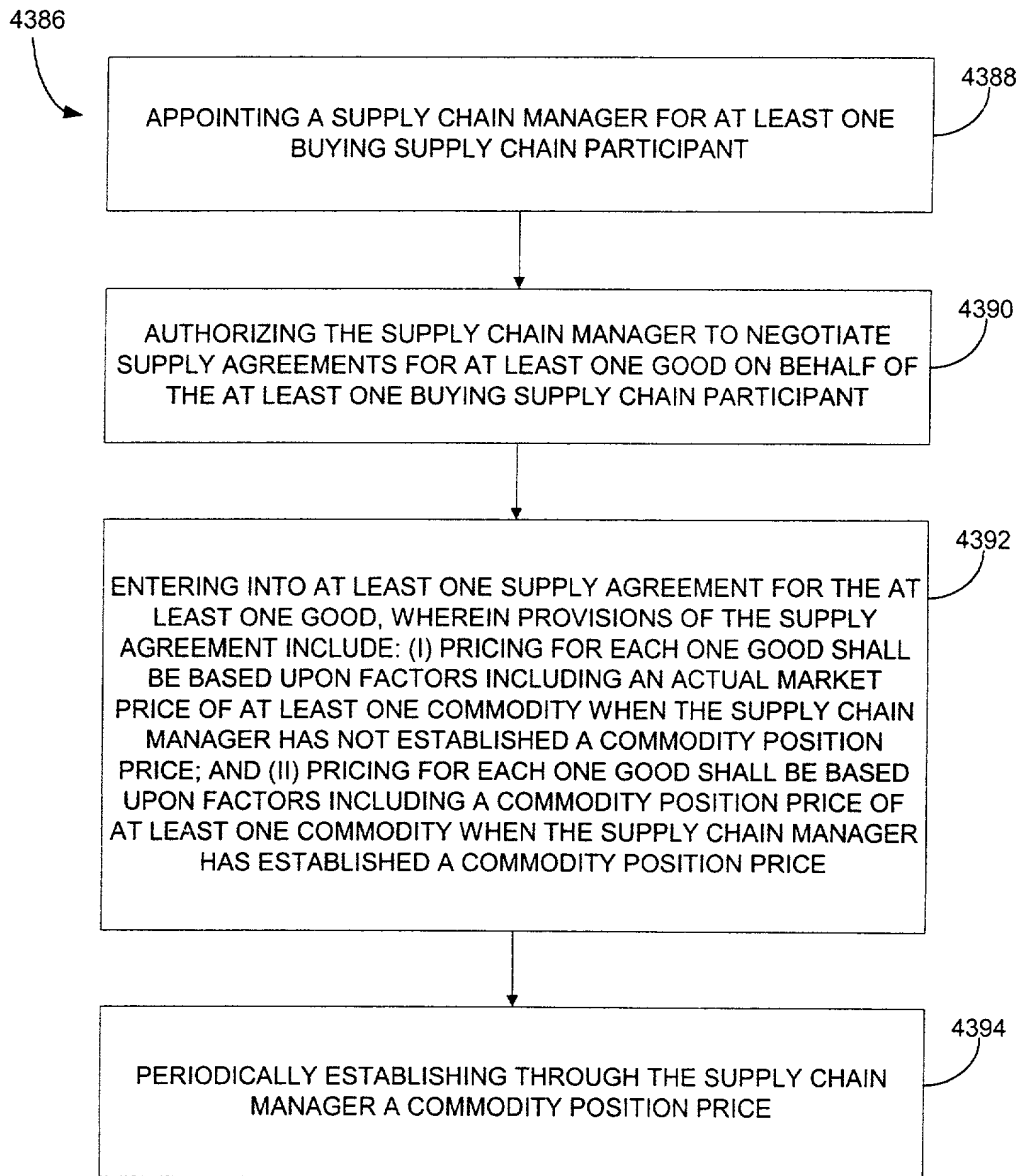 4386
4388
APPOINTING A SUPPLY CHAIN MANAGER FOR AT LEAST ONE
BUYING SUPPLY CHAIN PARTICIPANT
4390
AUTHORIZING THE SUPPLY CHAIN MANAGER TO NEGOTIATE
SUPPLY AGREEMENTS FOR AT LEAST ONE GOOD ON BEHALF OF
THE AT LEAST ONE BUYING SUPPLY CHAIN PARTICIPANT
4392
ENTERING INTO AT LEAST ONE SUPPLY AGREEMENT FOR THE AT
LEAST ONE GOOD, WHEREIN PROVISIONS OF THE SUPPLY
AGREEMENT INCLUDE: (I) PRICING FOR EACH ONE GOOD SHALL
BE BASED UPON FACTORS INCLUDING AN ACTUAL MARKET
PRICE OF AT LEAST ONE COMMODITY WHEN THE SUPPLY CHAIN
MANAGER HAS NOT ESTABLISHED A COMMODITY POSITION
PRICE; AND (II) PRICING FOR EACH ONE GOOD SHALL BE BASED
UPON FACTORS INCLUDING A COMMODITY POSITION PRICE OF
AT LEAST ONE COMMODITY WHEN THE SUPPLY CHAIN MANAGER
HAS ESTABLISHED A COMMODITY POSITION PRICE
4394
PERIODICALLY ESTABLISHING THROUGH THE SUPPLY CHAIN
MANAGER A COMMODITY POSITION PRICE